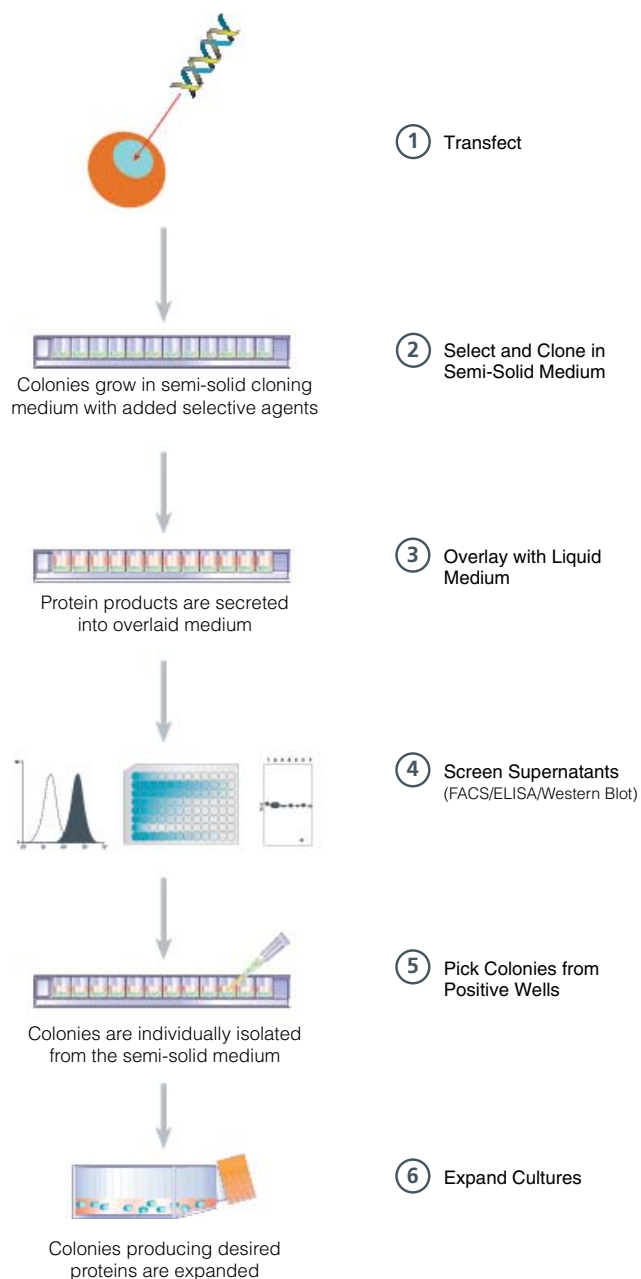 1 Transfect
2 Select and Clone in
Semi-Solid Medium
Colonies grow in semi-solid cloning
medium with added selective agents
3 Overlay with Liquid
Medium
Protein products are secreted
into overlaid medium
4 Screen Supernatants
(FACS/ELISA/Western Blot)
5 Pick Colonies from
Positive Wells
Colonies are individually isolated
from the semi-solid medium
6 Expand Cultures
Colonies producing desired
proteins are expanded